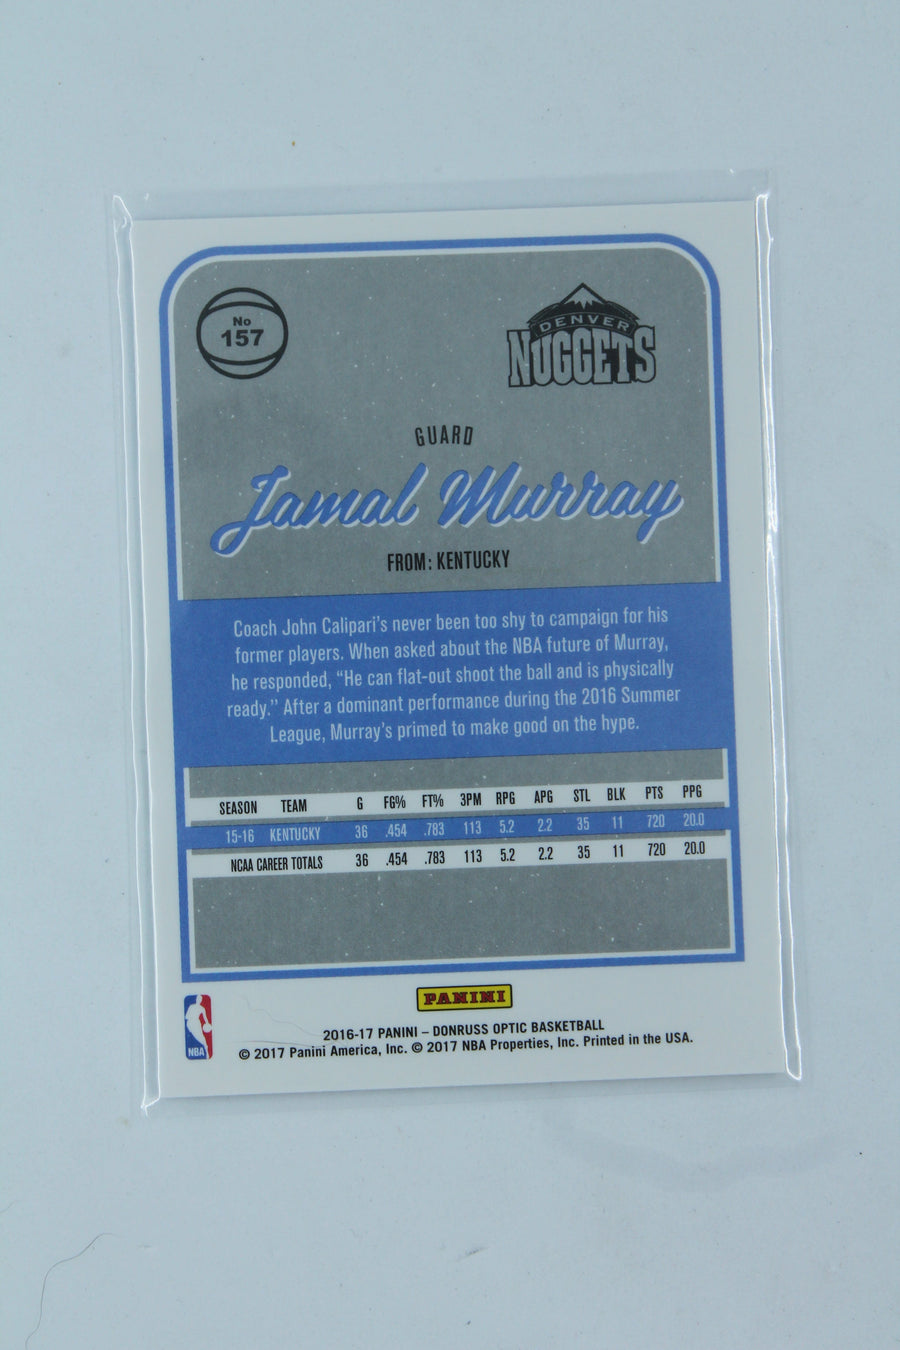 No
157
DENVER
NUGGETS
GUARD
Jamal Murray
FROM: KENTUCKY
Coach John Calipari's never been too shy to campaign for his
former players. When asked about the NBA future of Murray,
he responded, “He can flat-out shoot the ball and is physically
ready.” After a dominant performance during the 2016 Summer
League, Murray's primed to make good on the hype.
SEASON TEAM G FG% FT% 3PM RPG APG STL BLK PTS PPG
15-16 KENTUCKY 36 .454 .783 113 5.2 2.2 35 11 720 20.0
NCAA CAREER TOTALS 36 .454 .783 113 5.2 2.2 35 11 720 20.0
PANINI
NBA
2016-17 PANINI – DONRUSS OPTIC BASKETBALL
© 2017 Panini America, Inc. © 2017 NBA Properties, Inc. Printed in the USA.